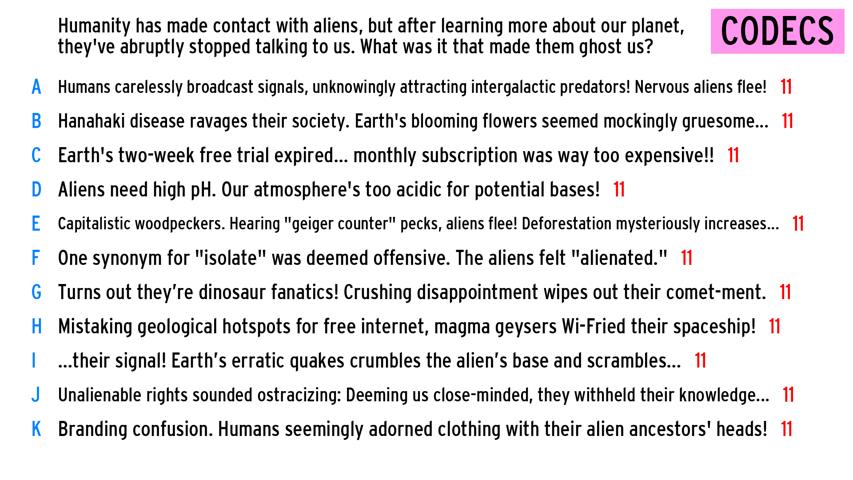 Humanity has made contact with aliens, but after learning more about our planet,
they've abruptly stopped talking to us. What was it that made them ghost us?
CODECS
A Humans carelessly broadcast signals, unknowingly attracting intergalactic predators! Nervous aliens flee! 11
B Hanahaki disease ravages their society. Earth's blooming flowers seemed mockingly gruesome... 11
C Earth's two-week free trial expired... monthly subscription was way too expensive!! 11
D Aliens need high pH. Our atmosphere's too acidic for potential bases! 11
E Capitalistic woodpeckers. Hearing "geiger counter" pecks, aliens flee! Deforestation mysteriously increases... 11
F One synonym for "isolate" was deemed offensive. The aliens felt "alienated." 11
G Turns out they’re dinosaur fanatics! Crushing disappointment wipes out their comet-ment. 11
H Mistaking geological hotspots for free internet, magma geysers Wi-Fried their spaceship! 11
I ...their signal! Earth’s erratic quakes crumbles the alien’s base and scrambles... 11
J Unalienable rights sounded ostracizing: Deeming us close-minded, they withheld their knowledge... 11
K Branding confusion. Humans seemingly adorned clothing with their alien ancestors' heads! 11